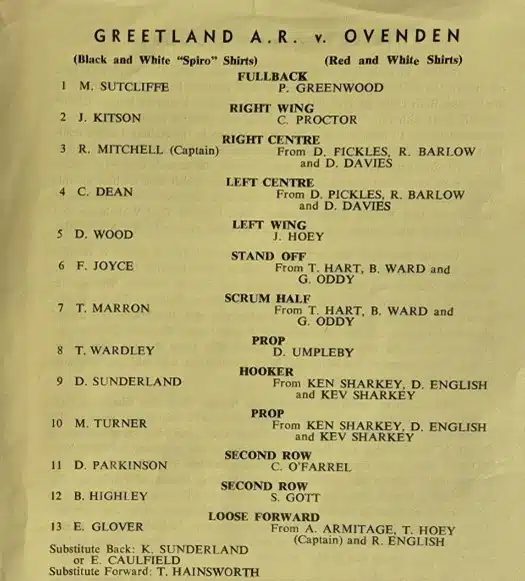 GREETLAND A.R. v. OVENDEN
(Black and White "Spiro" Shirts) (Red and White Shirts)
FULLBACK
1 M. SUTCLIFFE P. GREENWOOD
RIGHT WING
2 J. KITSON C. PROCTOR
RIGHT CENTRE
3 R. MITCHELL (Captain) From D. FICKLES, R. BARLOW
and D. DAVIES
LEFT CENTRE
4 C. DEAN From D. PICKLES, R. BARLOW
and D. DAVIES
LEFT WING
5 D. WOOD J. HOEY
STAND OFF
6 F. JOYCE From T. HART, B. WARD and
G. ODDY
SCRUM HALF
7 T. MARRON From T. HART, B. WARD and
G. ODDY
PROP
8 T. WARDLEY D. UMPLEBY
HOOKER
9 D. SUNDERLAND From KEN SHARKEY, D. ENGLISH
and KEV SHARKEY
PROP
10 M. TURNER From KEN SHARKEY, D. ENGLISH
and KEV SHARKEY
SECOND ROW
11 D. PARKINSON C. O'FARREL
SECOND ROW
12 B. HIGHLEY S. GOTT
LOOSE FORWARD
13 E. GLOVER From A. ARMITAGE, T. HOEY
(Captain) and R. ENGLISH
Substitute Back: K. SUNDERLAND
or E. CAULFIELD
Substitute Forward: T. HAINSWORTH